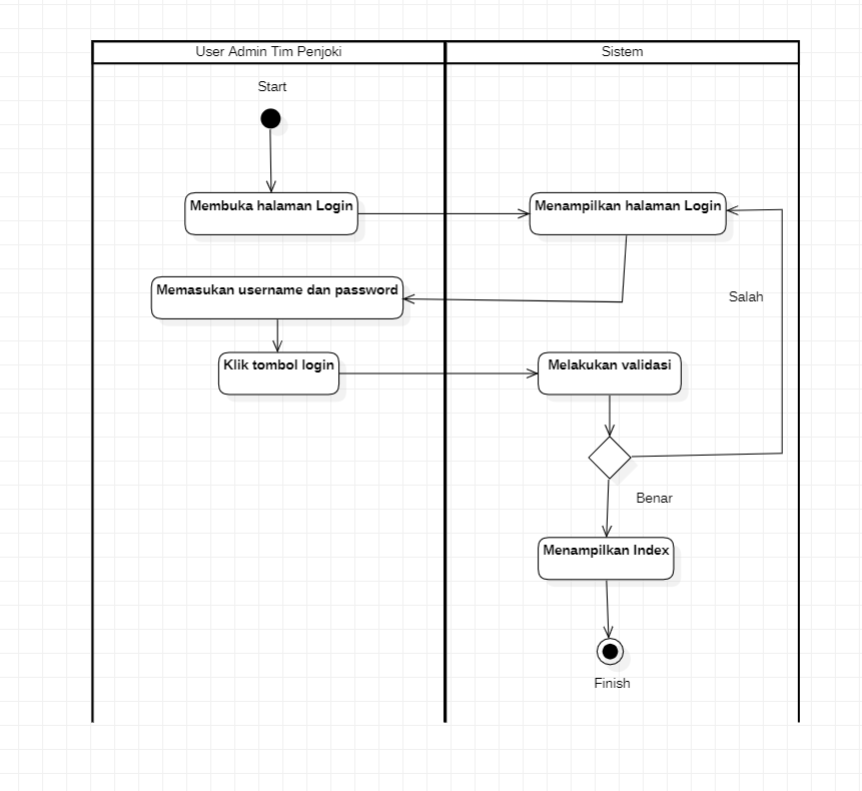 User Admin Tim Penjoki
Sistem
Start
Membuka halaman Login
Menampilkan halaman Login
Memasukan username dan password
Salah
Klik tombol login
Melakukan validasi
Benar
Menampilkan Index
Finish